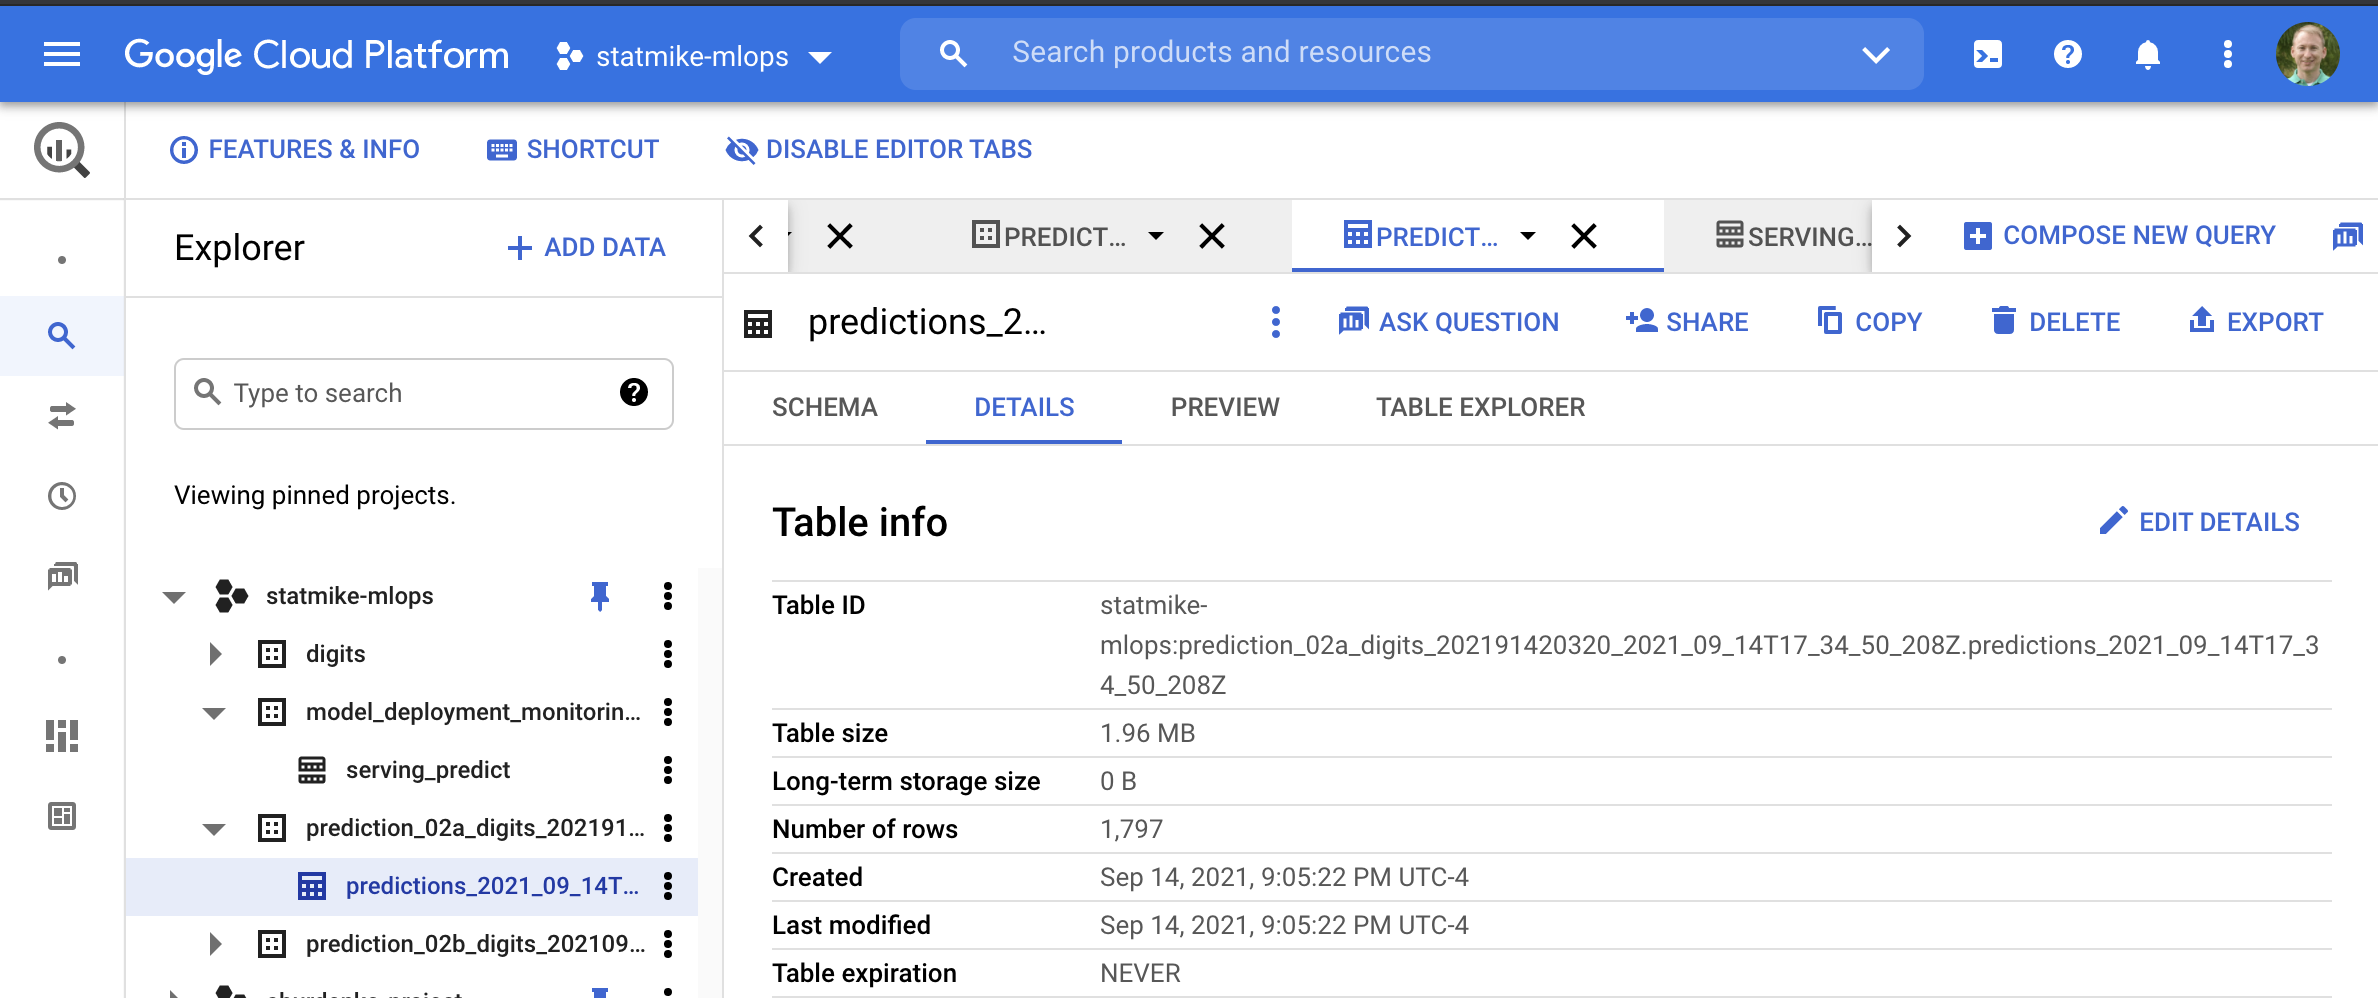 Google Cloud Platform
statmike-mlops
Search products and resources
FEATURES & INFO
SHORTCUT
DISABLE EDITOR TABS
Explorer
ADD DATA
PREDICT...
PREDICT...
SERVING...
COMPOSE NEW QUERY
predictions_2...
ASK QUESTION
SHARE
COPY
DELETE
EXPORT
Type to search
SCHEMA
DETAILS
PREVIEW
TABLE EXPLORER
Viewing pinned projects.
statmike-mlops
digits
model_deployment_monitorin...
serving_predict
prediction_02a_digits_202191...
predictions_2021_09_14T...
prediction_02b_digits_202109...
Table info
EDIT DETAILS
Table ID
statmike-
mlops:prediction_02a_digits_202191420320_2021_09_14T17_34_50_208Z.predictions_2021_09_14T17_3
4_50_208Z
Table size
1.96 MB
Long-term storage size
0 B
Number of rows
1,797
Created
Sep 14, 2021, 9:05:22 PM UTC-4
Last modified
Sep 14, 2021, 9:05:22 PM UTC-4
Table expiration
NEVER